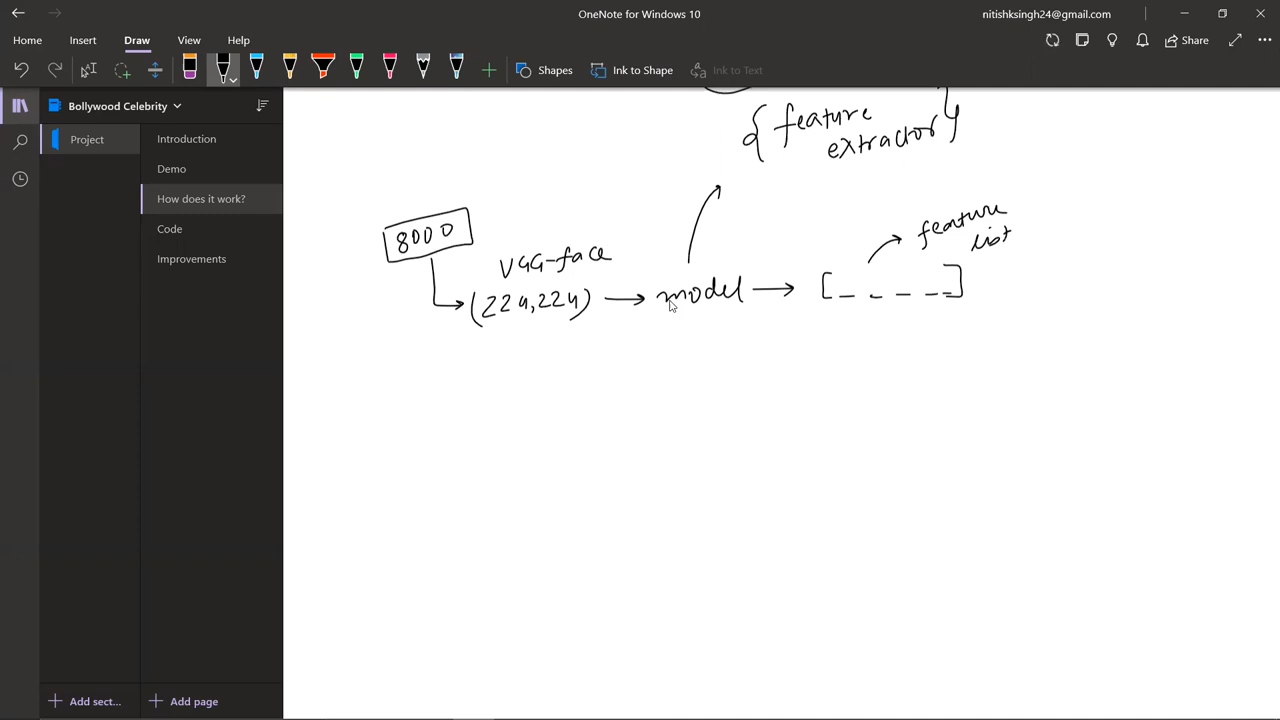 OneNote for Windows 10
nitishksingh24@gmail.com
Home Insert Draw View Help
Share
Shapes
Ink to Shape
Ink to Text
Bollywood Celebrity
Project
Introduction
Demo
How does it work?
Code
Improvements
Add sect...
Add page
{feature
extractor}
8000
VGG-face
(224,224) → model → [_ _ _ _ _]
feature
list